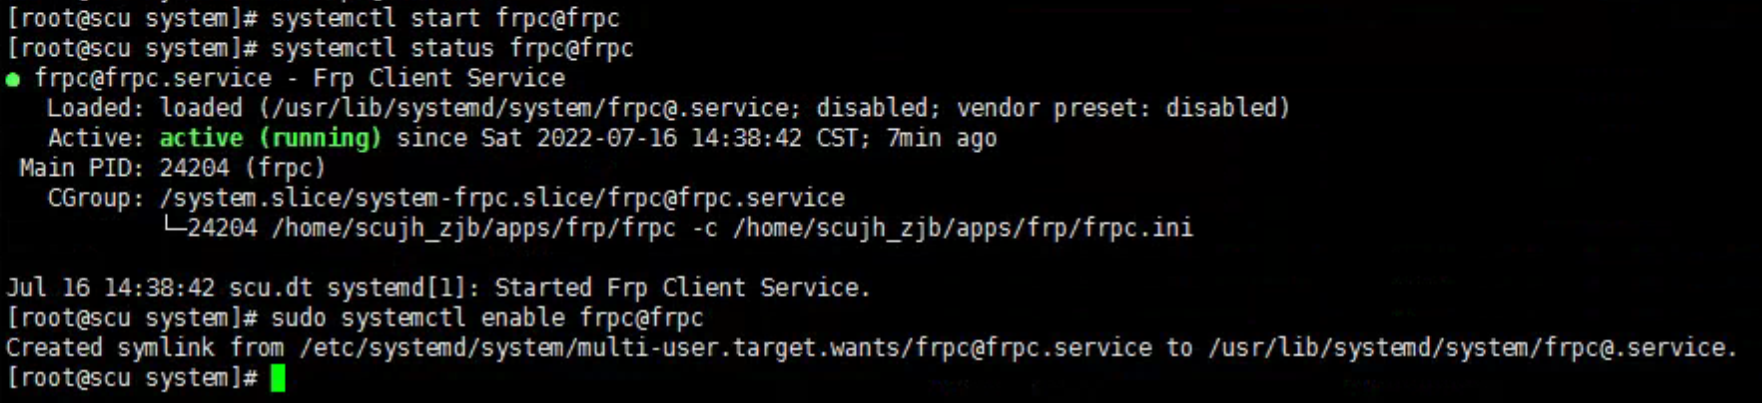 [root@scu system]# systemctl start frpc@frpc
[root@scu system]# systemctl status frpc@frpc
● frpc@frpc.service - Frp Client Service
   Loaded: loaded (/usr/lib/systemd/system/frpc@.service; disabled; vendor preset: disabled)
   Active: active (running) since Sat 2022-07-16 14:38:42 CST; 7min ago
 Main PID: 24204 (frpc)
   CGroup: /system.slice/system-frpc.slice/frpc@frpc.service
           └─24204 /home/scujh_zjb/apps/frp/frpc -c /home/scujh_zjb/apps/frp/frpc.ini

Jul 16 14:38:42 scu.dt systemd[1]: Started Frp Client Service.
[root@scu system]# sudo systemctl enable frpc@frpc
Created symlink from /etc/systemd/system/multi-user.target.wants/frpc@frpc.service to /usr/lib/systemd/system/frpc@.service.
[root@scu system]#